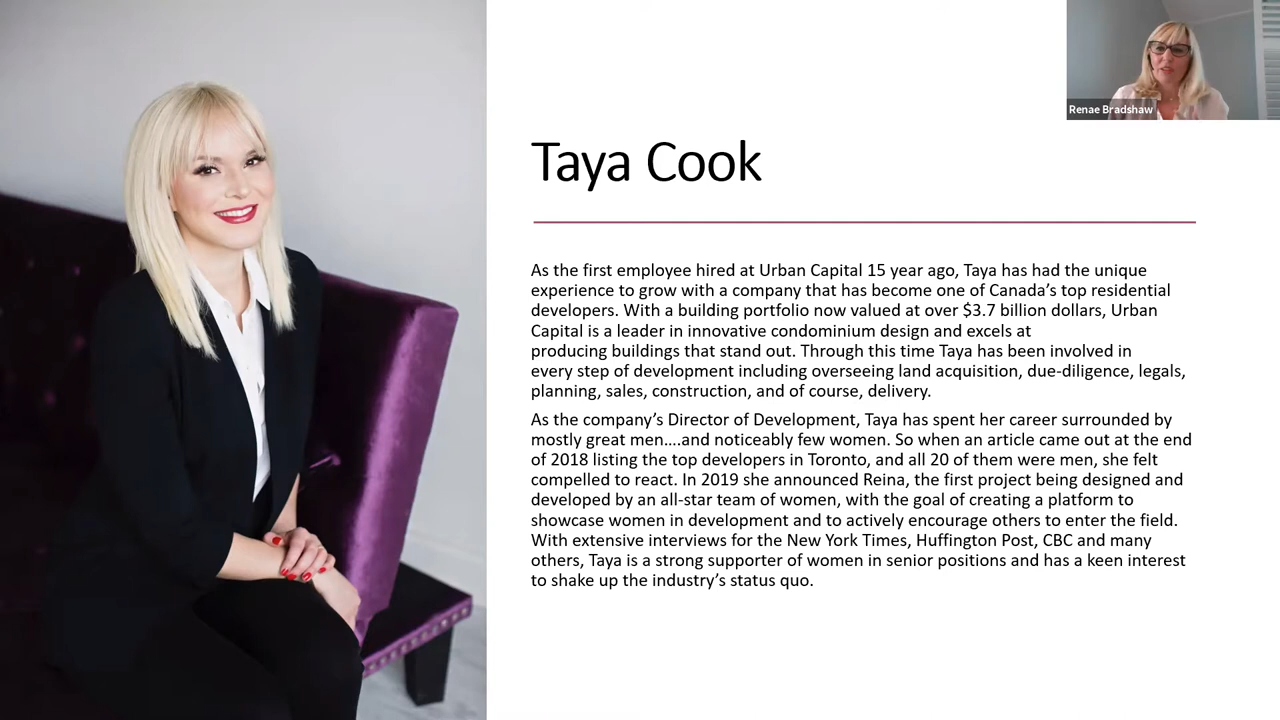 Renae Bradshaw
Taya Cook
As the first employee hired at Urban Capital 15 year ago, Taya has had the unique
experience to grow with a company that has become one of Canada’s top residential
developers. With a building portfolio now valued at over $3.7 billion dollars, Urban
Capital is a leader in innovative condominium design and excels at
producing buildings that stand out. Through this time Taya has been involved in
every step of development including overseeing land acquisition, due-diligence, legals,
planning, sales, construction, and of course, delivery.
As the company’s Director of Development, Taya has spent her career surrounded by
mostly great men....and noticeably few women. So when an article came out at the end
of 2018 listing the top developers in Toronto, and all 20 of them were men, she felt
compelled to react. In 2019 she announced Reina, the first project being designed and
developed by an all-star team of women, with the goal of creating a platform to
showcase women in development and to actively encourage others to enter the field.
With extensive interviews for the New York Times, Huffington Post, CBC and many
others, Taya is a strong supporter of women in senior positions and has a keen interest
to shake up the industry’s status quo.